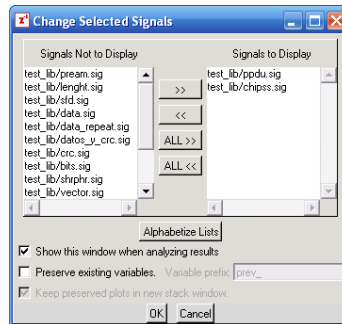 Change Selected Signals
Signals Not to Display
Signals to Display
test_lib/pream.sig
test_lib/lenght.sig
test_lib/sfd.sig
test_lib/data.sig
test_lib/data_repeat.sig
test_lib/datos_y_crc.sig
test_lib/crc.sig
test_lib/bits.sig
test_lib/shrphr.sig
test_lib/vector.sig
>>
<<
ALL >>
ALL <<
test_lib/ppdu.sig
test_lib/chipss.sig
Alphabetize Lists
Show this window when analyzing results
Preserve existing variables. Variable prefix: prev_
Keep preserved plots in new stack window.
OK Cancel